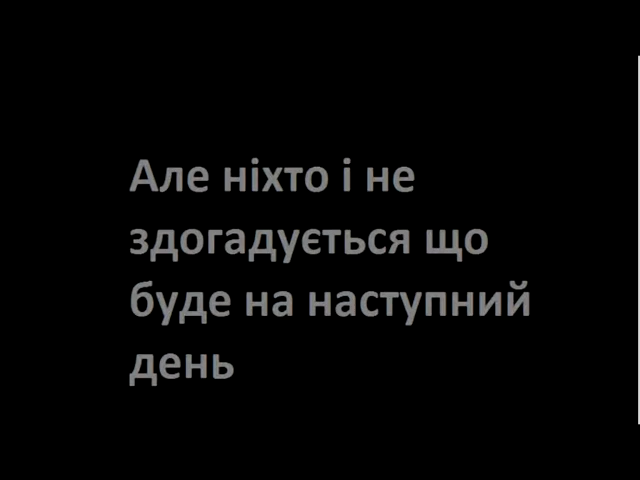 Але ніхто і не
здогадується що
буде на наступний
день